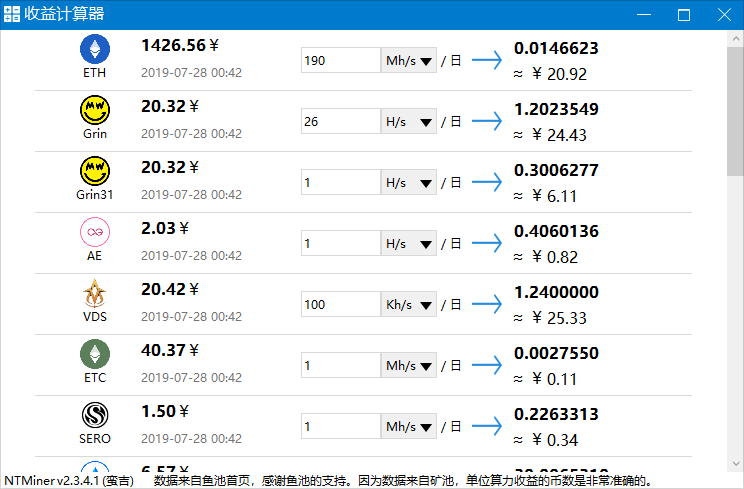 收益计算器
ETH
1426.56 ¥
2019-07-28 00:42
190 Mh/s / 日
0.0146623
≈ ¥ 20.92
Grin
20.32 ¥
2019-07-28 00:42
26 H/s / 日
1.2023549
≈ ¥ 24.43
Grin31
20.32 ¥
2019-07-28 00:42
1 H/s / 日
0.3006277
≈ ¥ 6.11
AE
2.03 ¥
2019-07-28 00:42
1 H/s / 日
0.4060136
≈ ¥ 0.82
VDS
20.42 ¥
2019-07-28 00:42
100 Kh/s / 日
1.2400000
≈ ¥ 25.33
ETC
40.37 ¥
2019-07-28 00:42
1 Mh/s / 日
0.0027550
≈ ¥ 0.11
SERO
1.50 ¥
2019-07-28 00:42
1 Mh/s / 日
0.2263313
≈ ¥ 0.34
6.57 ¥
NTMiner v2.3.4.1 (蛮吉) 数据来自鱼池首页，感谢鱼池的支持。因为数据来自矿池，单位算力收益的币数是非常准确的。